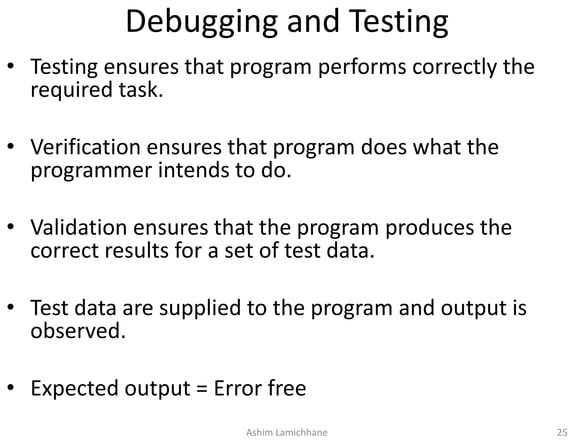 Debugging and Testing
• Testing ensures that program performs correctly the
required task.
• Verification ensures that program does what the
programmer intends to do.
• Validation ensures that the program produces the
correct results for a set of test data.
• Test data are supplied to the program and output is
observed.
• Expected output = Error free
Ashim Lamichhane
25